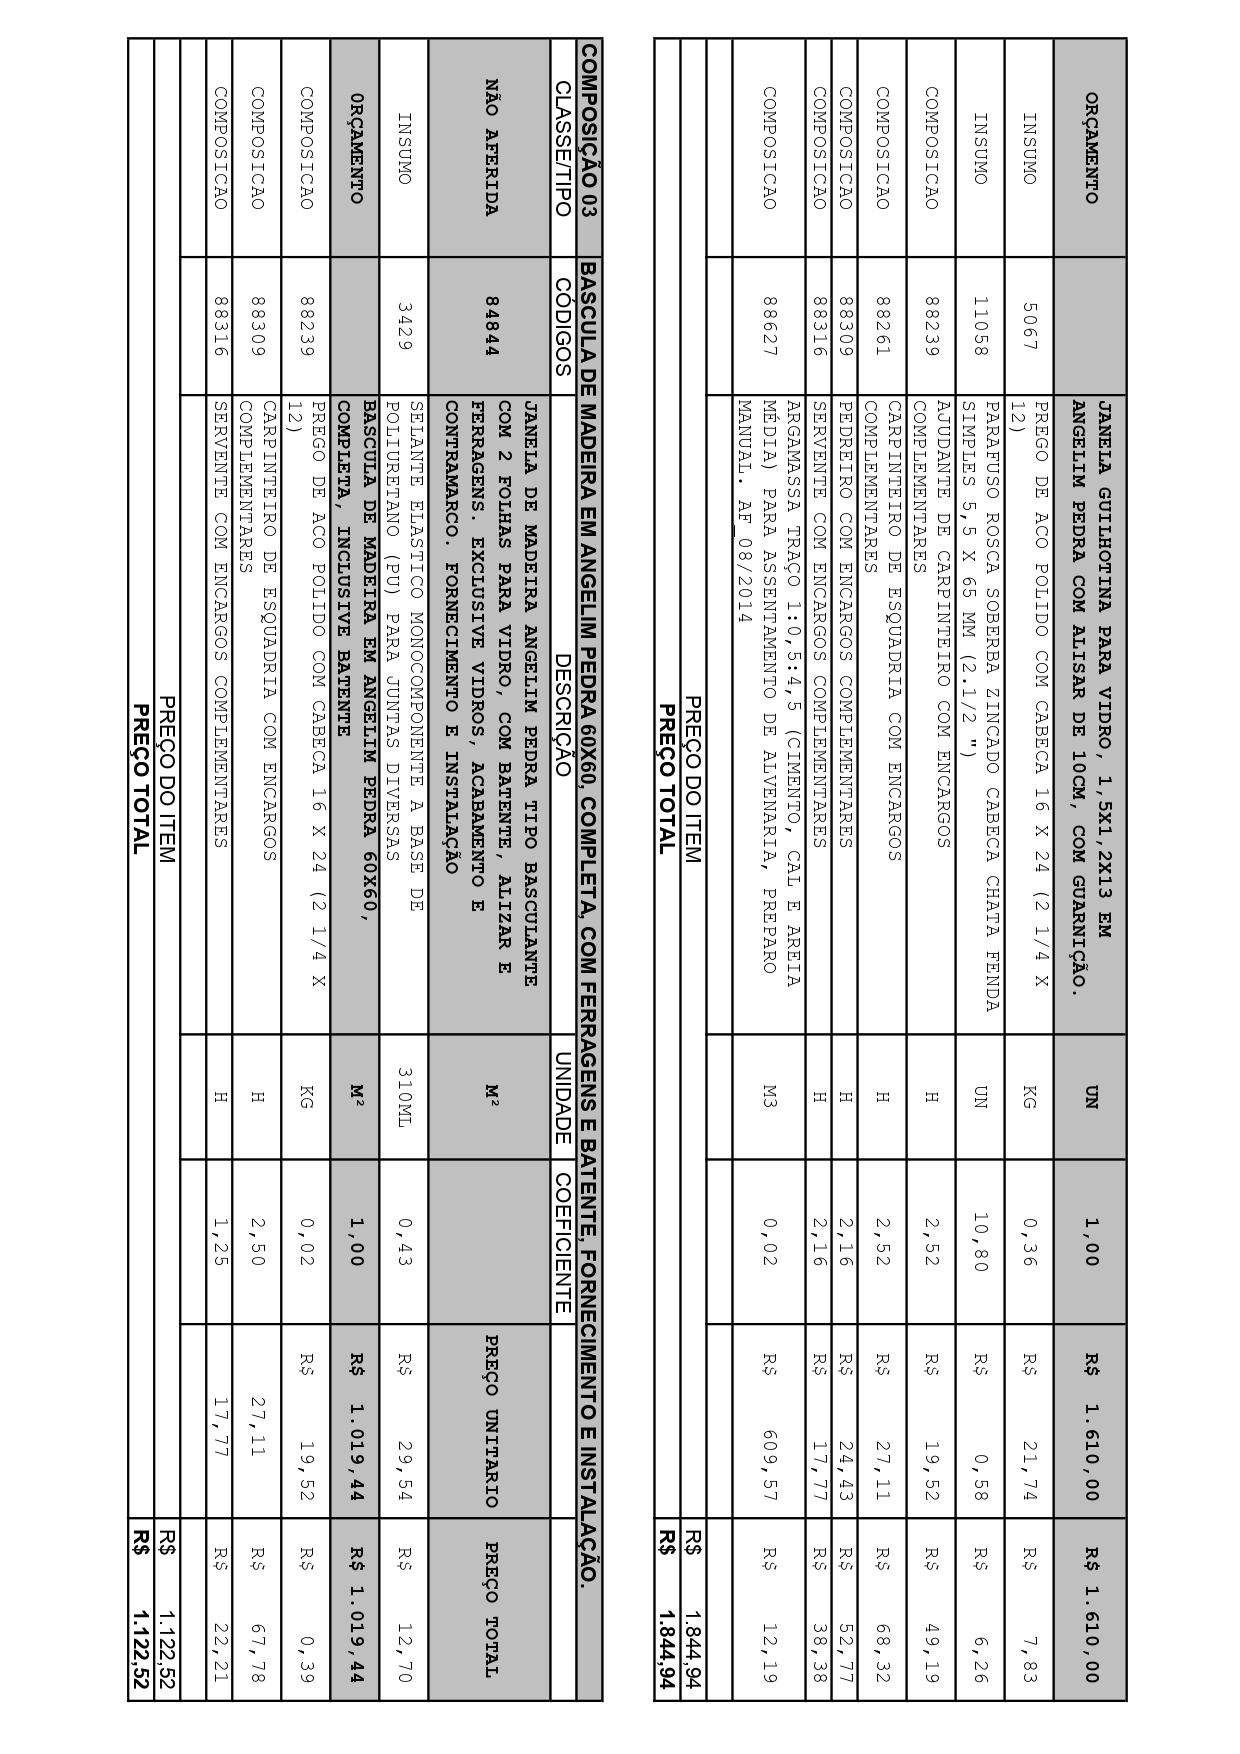 ORÇAMENTO JANELA GUILHOTINA PARA VIDRO, 1,5X1,2X13 EM UN 1,00 R$ 1.610,00 R$ 1.610,00
ANGELIM PEDRA COM ALISAR DE 10CM, COM GUARNIÇÃO.
INSUMO 5067 PREGO DE ACO POLIDO COM CABECA 16 X 24 (2 1/4 X KG 0,36 R$ 21,74 R$ 7,83
12)
INSUMO 11058 PARAFUSO ROSCA SOBERBA ZINCADO CABECA CHATA FENDA UN 10,80 R$ 0,58 R$ 6,26
SIMPLES 5,5 X 65 MM (2.1/2 ")
COMPOSICAO 88239 AJUDANTE DE CARPINTEIRO COM ENCARGOS H 2,52 R$ 19,52 R$ 49,19
COMPLEMENTARES
COMPOSICAO 88261 CARPINTEIRO DE ESQUADRIA COM ENCARGOS H 2,52 R$ 27,11 R$ 68,32
COMPLEMENTARES
COMPOSICAO 88309 PEDREIRO COM ENCARGOS COMPLEMENTARES H 2,16 R$ 24,43 R$ 52,77
COMPOSICAO 88316 SERVENTE COM ENCARGOS COMPLEMENTARES H 2,16 R$ 17,77 R$ 38,38
ARGAMASSA TRAÇO 1:0,5:4,5 (CIMENTO, CAL E AREIA
COMPOSICAO 88627 MÉDIA) PARA ASSENTAMENTO DE ALVENARIA, PREPARO M3 0,02 R$ 609,57 R$ 12,19
MANUAL. AF_08/2014
PREÇO DO ITEM R$ 1.844,94
PREÇO TOTAL R$ 1.844,94
COMPOSIÇÃO 03 BASCULA DE MADEIRA EM ANGELIM PEDRA 60X60, COMPLETA, COM FERRAGENS E BATENTE, FORNECIMENTO E INSTALAÇÃO.
CLASSE/TIPO CÓDIGOS DESCRIÇÃO UNIDADE COEFICIENTE
JANELA DE MADEIRA ANGELIM PEDRA TIPO BASCULANTE
COM 2 FOLHAS PARA VIDRO, COM BATENTE, ALIZAR E
NÃO AFERIDA 84844 FERRAGENS. EXCLUSIVE VIDROS, ACABAMENTO E M² PREÇO UNITARIO PREÇO TOTAL
CONTRAMARCO. FORNECIMENTO E INSTALAÇÃO
INSUMO 3429 SELANTE ELASTICO MONOCOMPONENTE A BASE DE 310ML 0,43 R$ 29,54 R$ 12,70
POLIURETANO (PU) PARA JUNTAS DIVERSAS
0RÇAMENTO BASCULA DE MADEIRA EM ANGELIM PEDRA 60X60, M² 1,00 R$ 1.019,44 R$ 1.019,44
COMPLETA, INCLUSIVE BATENTE
COMPOSICAO 88239 PREGO DE ACO POLIDO COM CABECA 16 X 24 (2 1/4 X KG 0,02 R$ 19,52 R$ 0,39
12)
COMPOSICAO 88309 CARPINTEIRO DE ESQUADRIA COM ENCARGOS H 2,50 27,11 R$ 67,78
COMPLEMENTARES
COMPOSICAO 88316 SERVENTE COM ENCARGOS COMPLEMENTARES H 1,25 17,77 R$ 22,21
PREÇO DO ITEM R$ 1.122,52
PREÇO TOTAL R$ 1.122,52